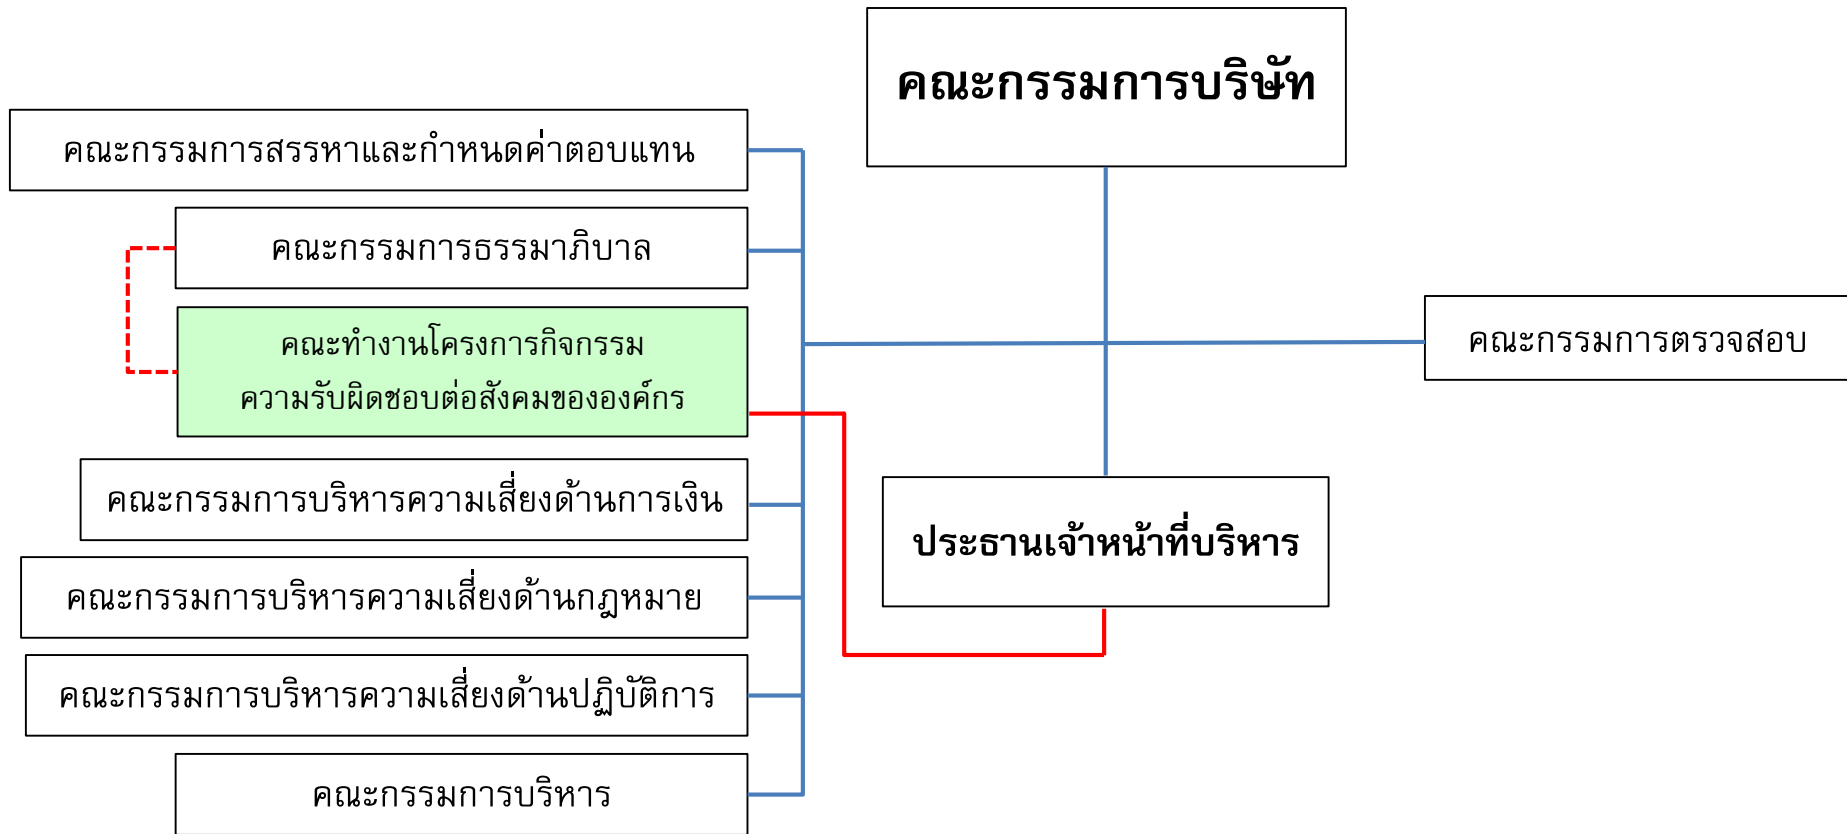 คณะกรรมการบริษัท
คณะกรรมการสรรหาและกำหนดค่าตอบแทน
คณะกรรมการธรรมาภิบาล
คณะทำงานโครงการกิจกรรม
ความรับผิดชอบต่อสังคมขององค์กร
คณะกรรมการตรวจสอบ
คณะกรรมการบริหารความเสี่ยงด้านการเงิน
ประธานเจ้าหน้าที่บริหาร
คณะกรรมการบริหารความเสี่ยงด้านกฎหมาย
คณะกรรมการบริหารความเสี่ยงด้านปฏิบัติการ
คณะกรรมการบริหาร